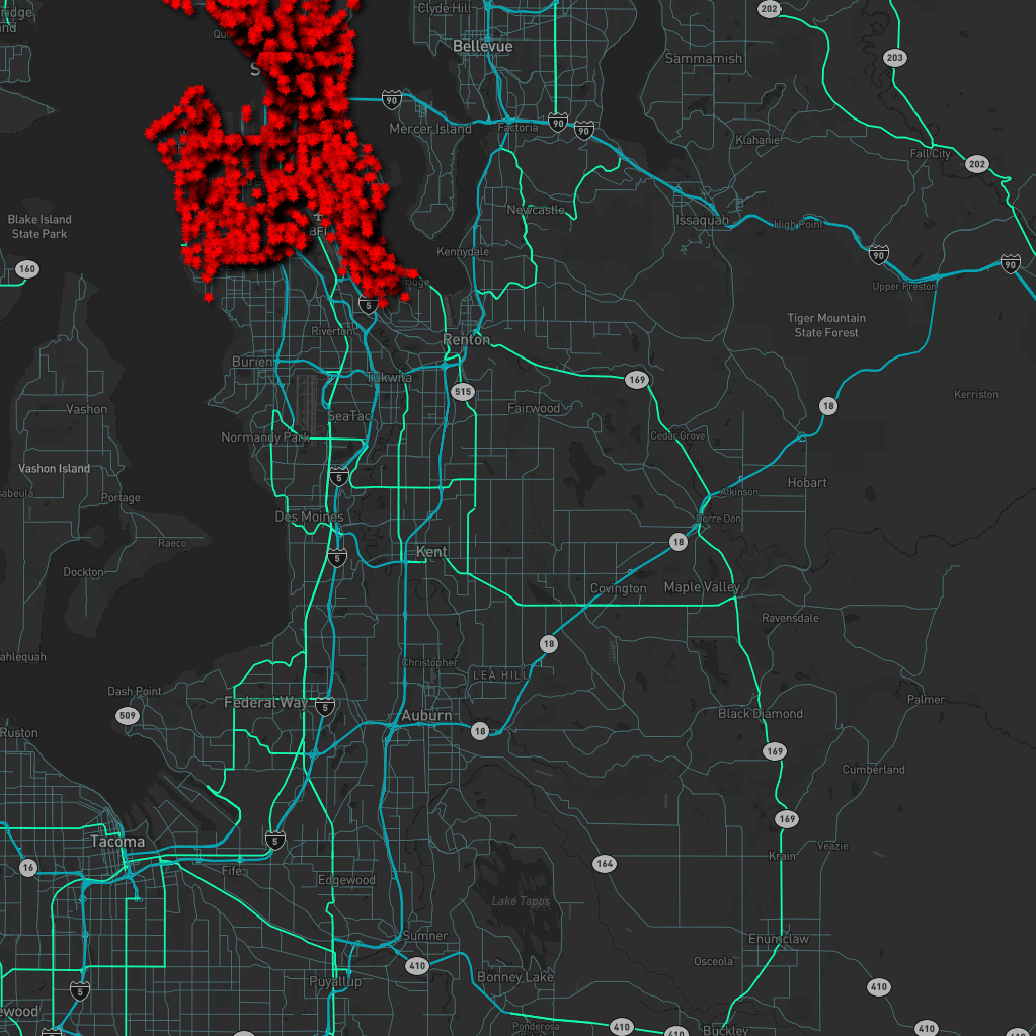 Clyde Hill
202
Bellevue
Sammamish
203
90
Mercer Island
Factoria
90
90
Klahanie
Fall City
202
Newcastle
Blake Island
State Park
BFI
Issaquah
High Point
160
Kennydale
90
90
Upper Preston
5
Riverton
Tiger Mountain
State Forest
Renton
Burien
Tukwila
169
515
Kerriston
Vashon
SeaTac
Fairwood
18
Normandy Park
Cedar Grove
Vashon Island
5
Hobart
Portage
Atkinson
Des Moines
Raeco
18
5
Kent
Dockton
Covington
Maple Valley
Ravensdale
18
Christopher
LEA HILL
Dash Point
Federal Way
5
Palmer
509
Auburn
Black Diamond
Ruston
18
169
Cumberland
169
Tacoma
5
Krain
Veazie
16
Fife
164
Edgewood
Lake Tapps
Sumner
Enumclaw
410
Osceola
Bonney Lake
Puyallup
5
410
Ponderosa
410
410
410
Buckley